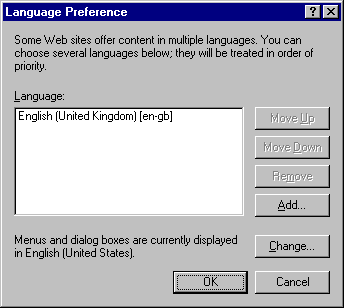 Language Preference
Some Web sites offer content in multiple languages. You can
choose several languages below; they will be treated in order of
priority.
Language:
English (United Kingdom) [en-gb]
Move Up
Move Down
Remove
Add...
Menus and dialog boxes are currently displayed
in English (United States).
Change...
OK
Cancel